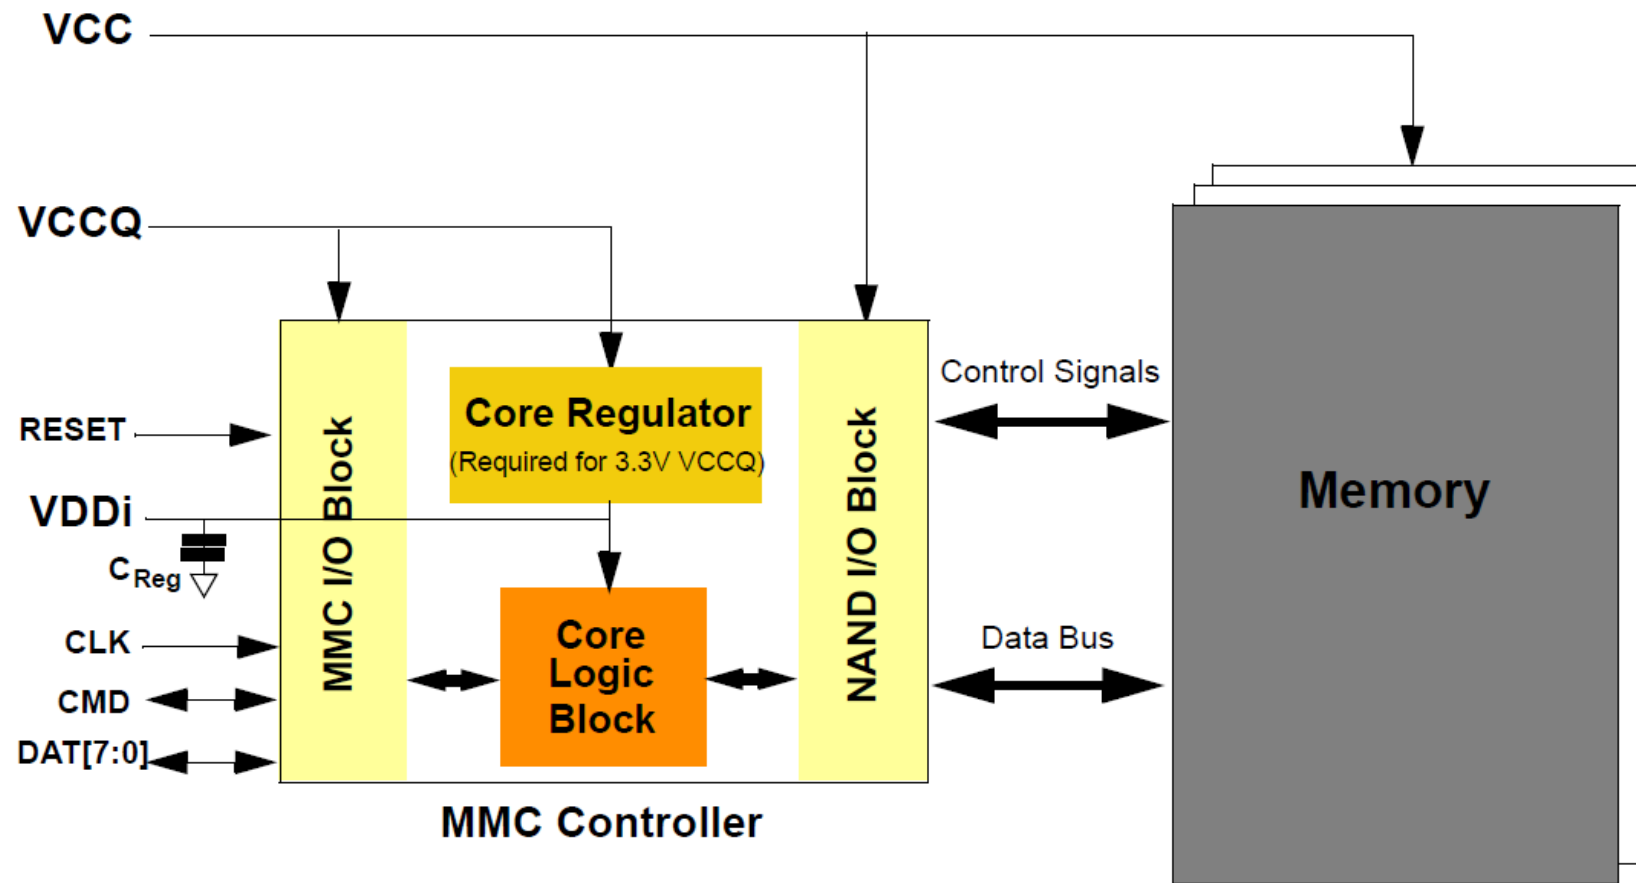 VCC
VCCQ
Control Signals
Core Regulator
(Required for 3.3V VCCQ)
RESET
MMC I/O Block
NAND I/O Block
Memory
VDDi
CReg
CLK
Core
Logic
Block
Data Bus
CMD
DAT[7:0]
MMC Controller